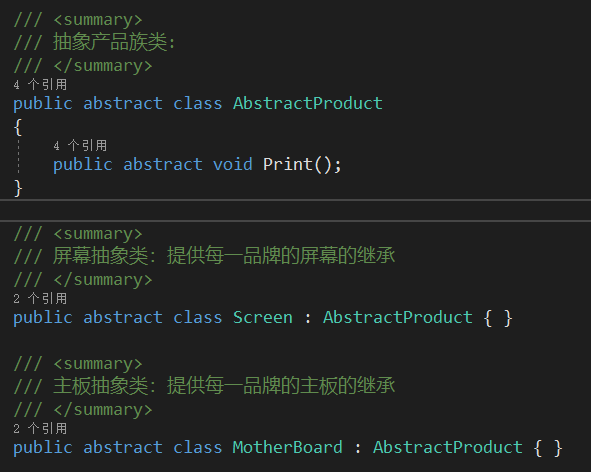 /// <summary>
/// 抽象产品族类：
/// </summary>
4 个引用
public abstract class AbstractProduct
{
4 个引用
public abstract void Print();
}
/// <summary>
/// 屏幕抽象类：提供每一品牌的屏幕的继承
/// </summary>
2 个引用
public abstract class Screen : AbstractProduct { }
/// <summary>
/// 主板抽象类：提供每一品牌的主板的继承
/// </summary>
2 个引用
public abstract class MotherBoard : AbstractProduct { }